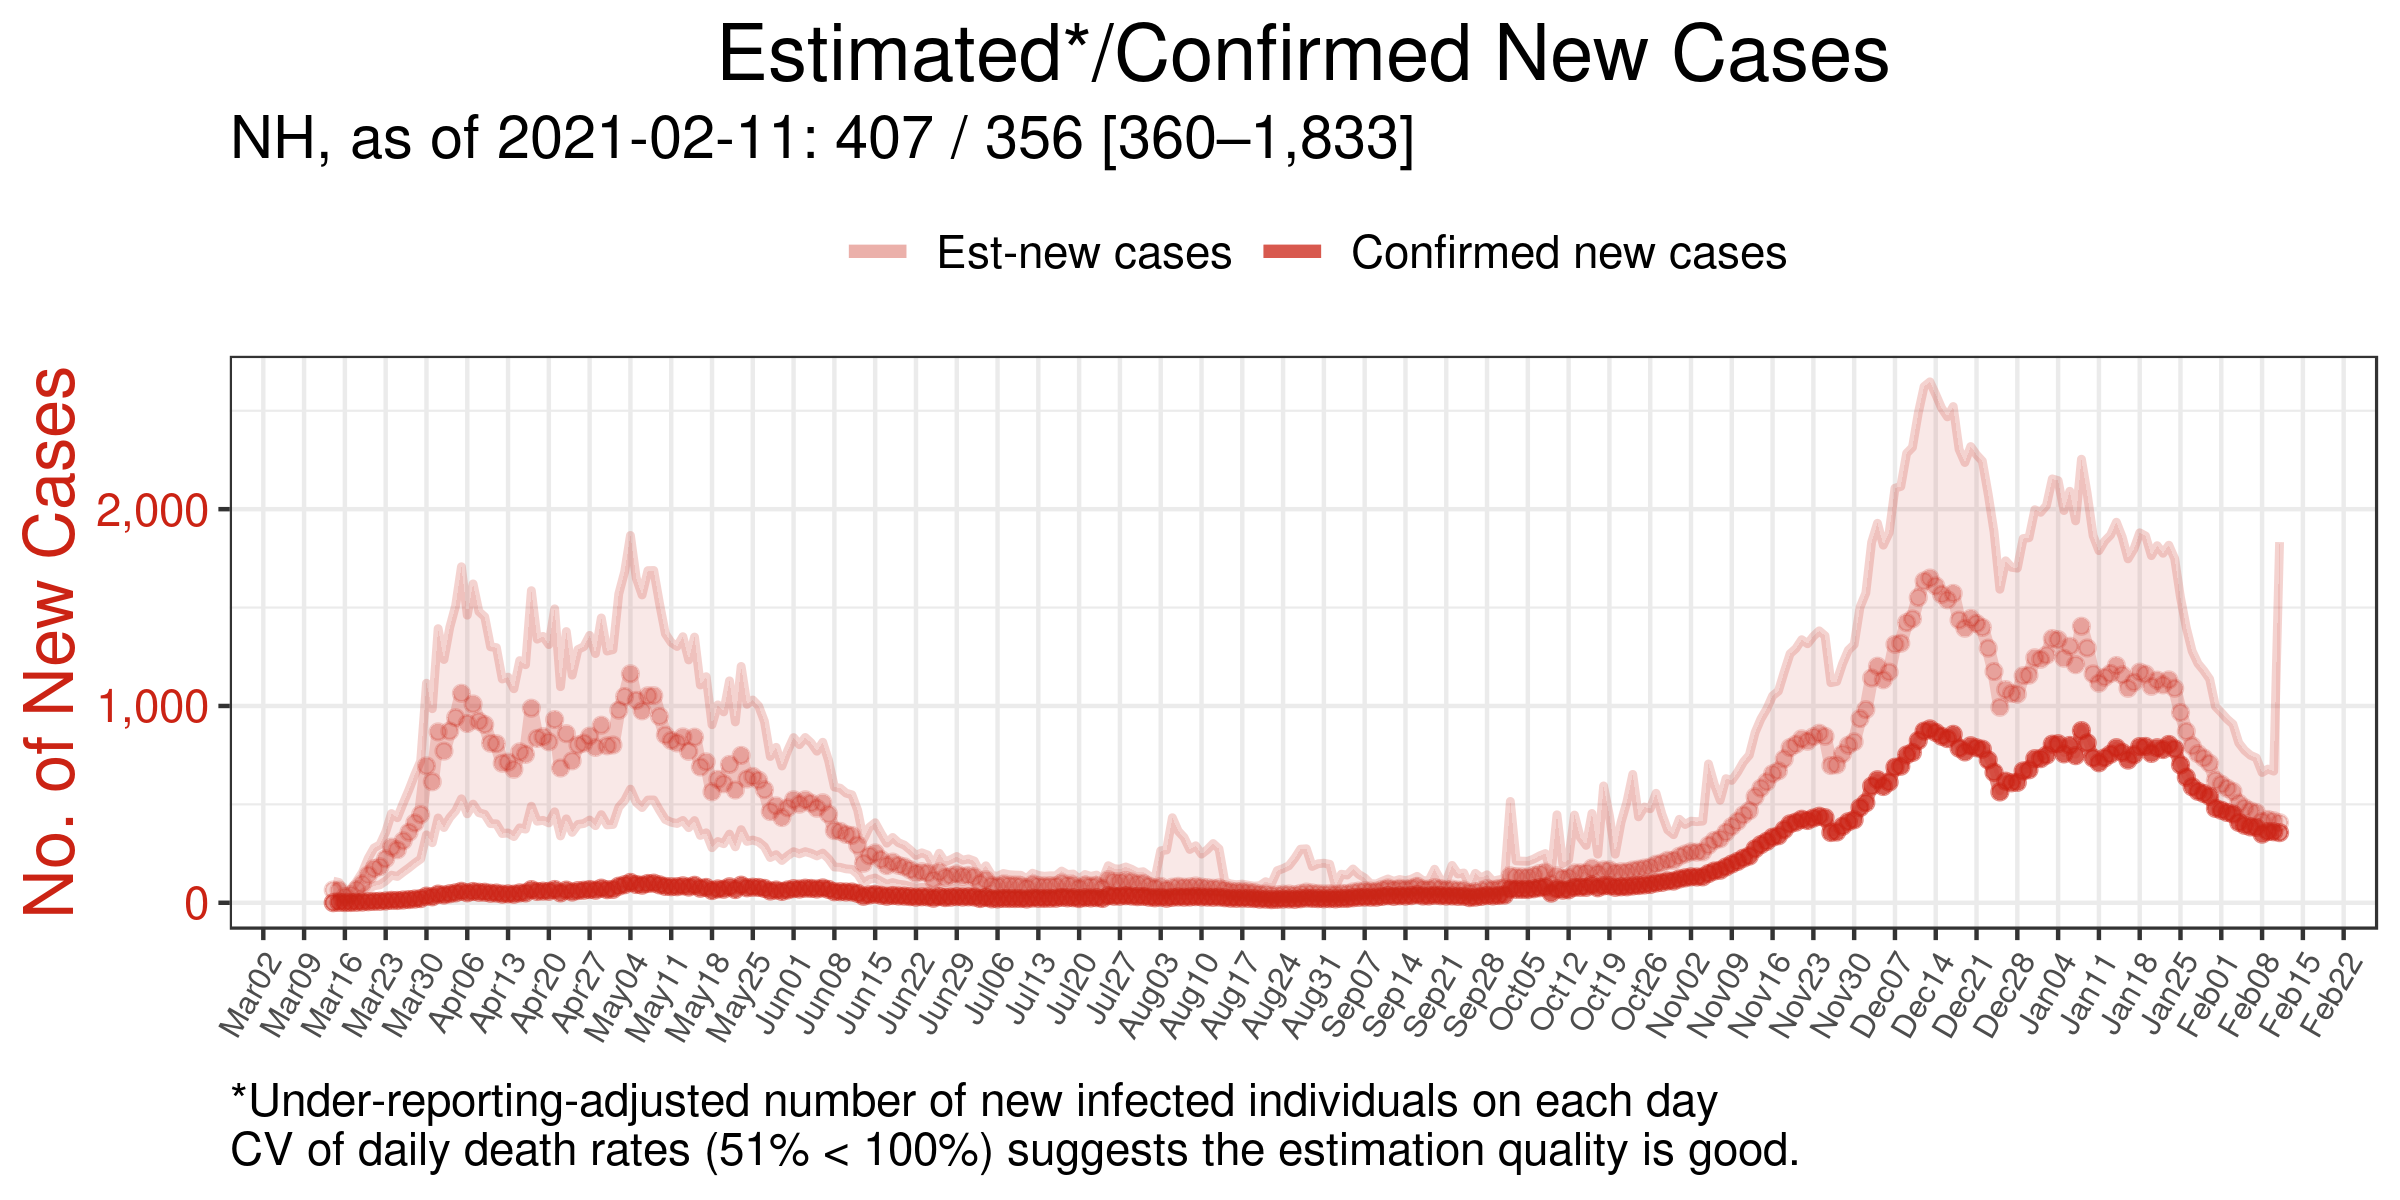 Estimated*/Confirmed New Cases
NH, as of 2021-02-11: 407 / 356 [360–1,833]
Est-new cases Confirmed new cases
No. of New Cases
2,000
1,000
0
Mar02 Mar09 Mar16 Mar23 Mar30 Apr06 Apr13 Apr20 Apr27 May04 May11 May18 May25 Jun01 Jun08 Jun15 Jun22 Jun29 Jul06 Jul13 Jul20 Jul27 Aug03 Aug10 Aug17 Aug24 Aug31 Sep07 Sep14 Sep21 Sep28 Oct05 Oct12 Oct19 Oct26 Nov02 Nov09 Nov16 Nov23 Nov30 Dec07 Dec14 Dec21 Dec28 Jan04 Jan11 Jan18 Jan25 Feb01 Feb08 Feb15 Feb22
*Under-reporting-adjusted number of new infected individuals on each day
CV of daily death rates (51% < 100%) suggests the estimation quality is good.